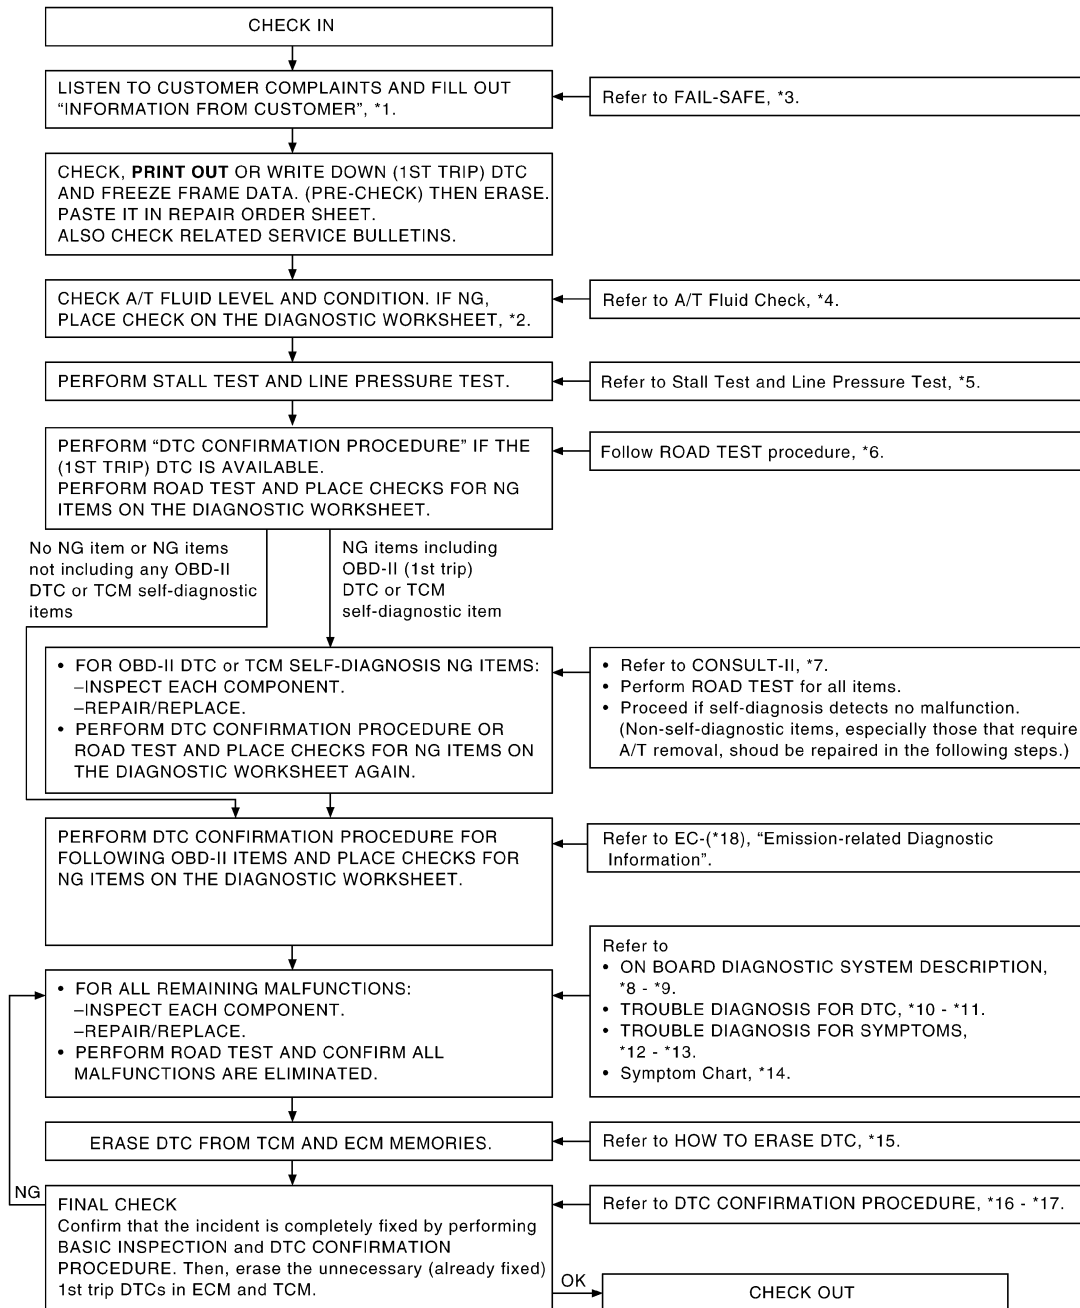 CHECK IN
LISTEN TO CUSTOMER COMPLAINTS AND FILL OUT
“INFORMATION FROM CUSTOMER”, *1.
Refer to FAIL-SAFE, *3.
CHECK, PRINT OUT OR WRITE DOWN (1ST TRIP) DTC
AND FREEZE FRAME DATA. (PRE-CHECK) THEN ERASE.
PASTE IT IN REPAIR ORDER SHEET.
ALSO CHECK RELATED SERVICE BULLETINS.
CHECK A/T FLUID LEVEL AND CONDITION. IF NG,
PLACE CHECK ON THE DIAGNOSTIC WORKSHEET, *2.
Refer to A/T Fluid Check, *4.
PERFORM STALL TEST AND LINE PRESSURE TEST.
Refer to Stall Test and Line Pressure Test, *5.
PERFORM “DTC CONFIRMATION PROCEDURE” IF THE
(1ST TRIP) DTC IS AVAILABLE.
PERFORM ROAD TEST AND PLACE CHECKS FOR NG
ITEMS ON THE DIAGNOSTIC WORKSHEET.
Follow ROAD TEST procedure, *6.
No NG item or NG items
not including any OBD-II
DTC or TCM self-diagnostic
items
NG items including
OBD-II (1st trip)
DTC or TCM
self-diagnostic item
• FOR OBD-II DTC or TCM SELF-DIAGNOSIS NG ITEMS:
–INSPECT EACH COMPONENT.
–REPAIR/REPLACE.
• PERFORM DTC CONFIRMATION PROCEDURE OR
ROAD TEST AND PLACE CHECKS FOR NG ITEMS ON
THE DIAGNOSTIC WORKSHEET AGAIN.
• Refer to CONSULT-II, *7.
• Perform ROAD TEST for all items.
• Proceed if self-diagnosis detects no malfunction.
(Non-self-diagnostic items, especially those that require
A/T removal, shoud be repaired in the following steps.)
PERFORM DTC CONFIRMATION PROCEDURE FOR
FOLLOWING OBD-II ITEMS AND PLACE CHECKS FOR
NG ITEMS ON THE DIAGNOSTIC WORKSHEET.
Refer to EC-(*18), “Emission-related Diagnostic
Information”.
• FOR ALL REMAINING MALFUNCTIONS:
–INSPECT EACH COMPONENT.
–REPAIR/REPLACE.
• PERFORM ROAD TEST AND CONFIRM ALL
MALFUNCTIONS ARE ELIMINATED.
Refer to
• ON BOARD DIAGNOSTIC SYSTEM DESCRIPTION,
*8 - *9.
• TROUBLE DIAGNOSIS FOR DTC, *10 - *11.
• TROUBLE DIAGNOSIS FOR SYMPTOMS,
*12 - *13.
• Symptom Chart, *14.
ERASE DTC FROM TCM AND ECM MEMORIES.
Refer to HOW TO ERASE DTC, *15.
NG
FINAL CHECK
Confirm that the incident is completely fixed by performing
BASIC INSPECTION and DTC CONFIRMATION
PROCEDURE. Then, erase the unnecessary (already fixed)
1st trip DTCs in ECM and TCM.
Refer to DTC CONFIRMATION PROCEDURE, *16 - *17.
OK
CHECK OUT